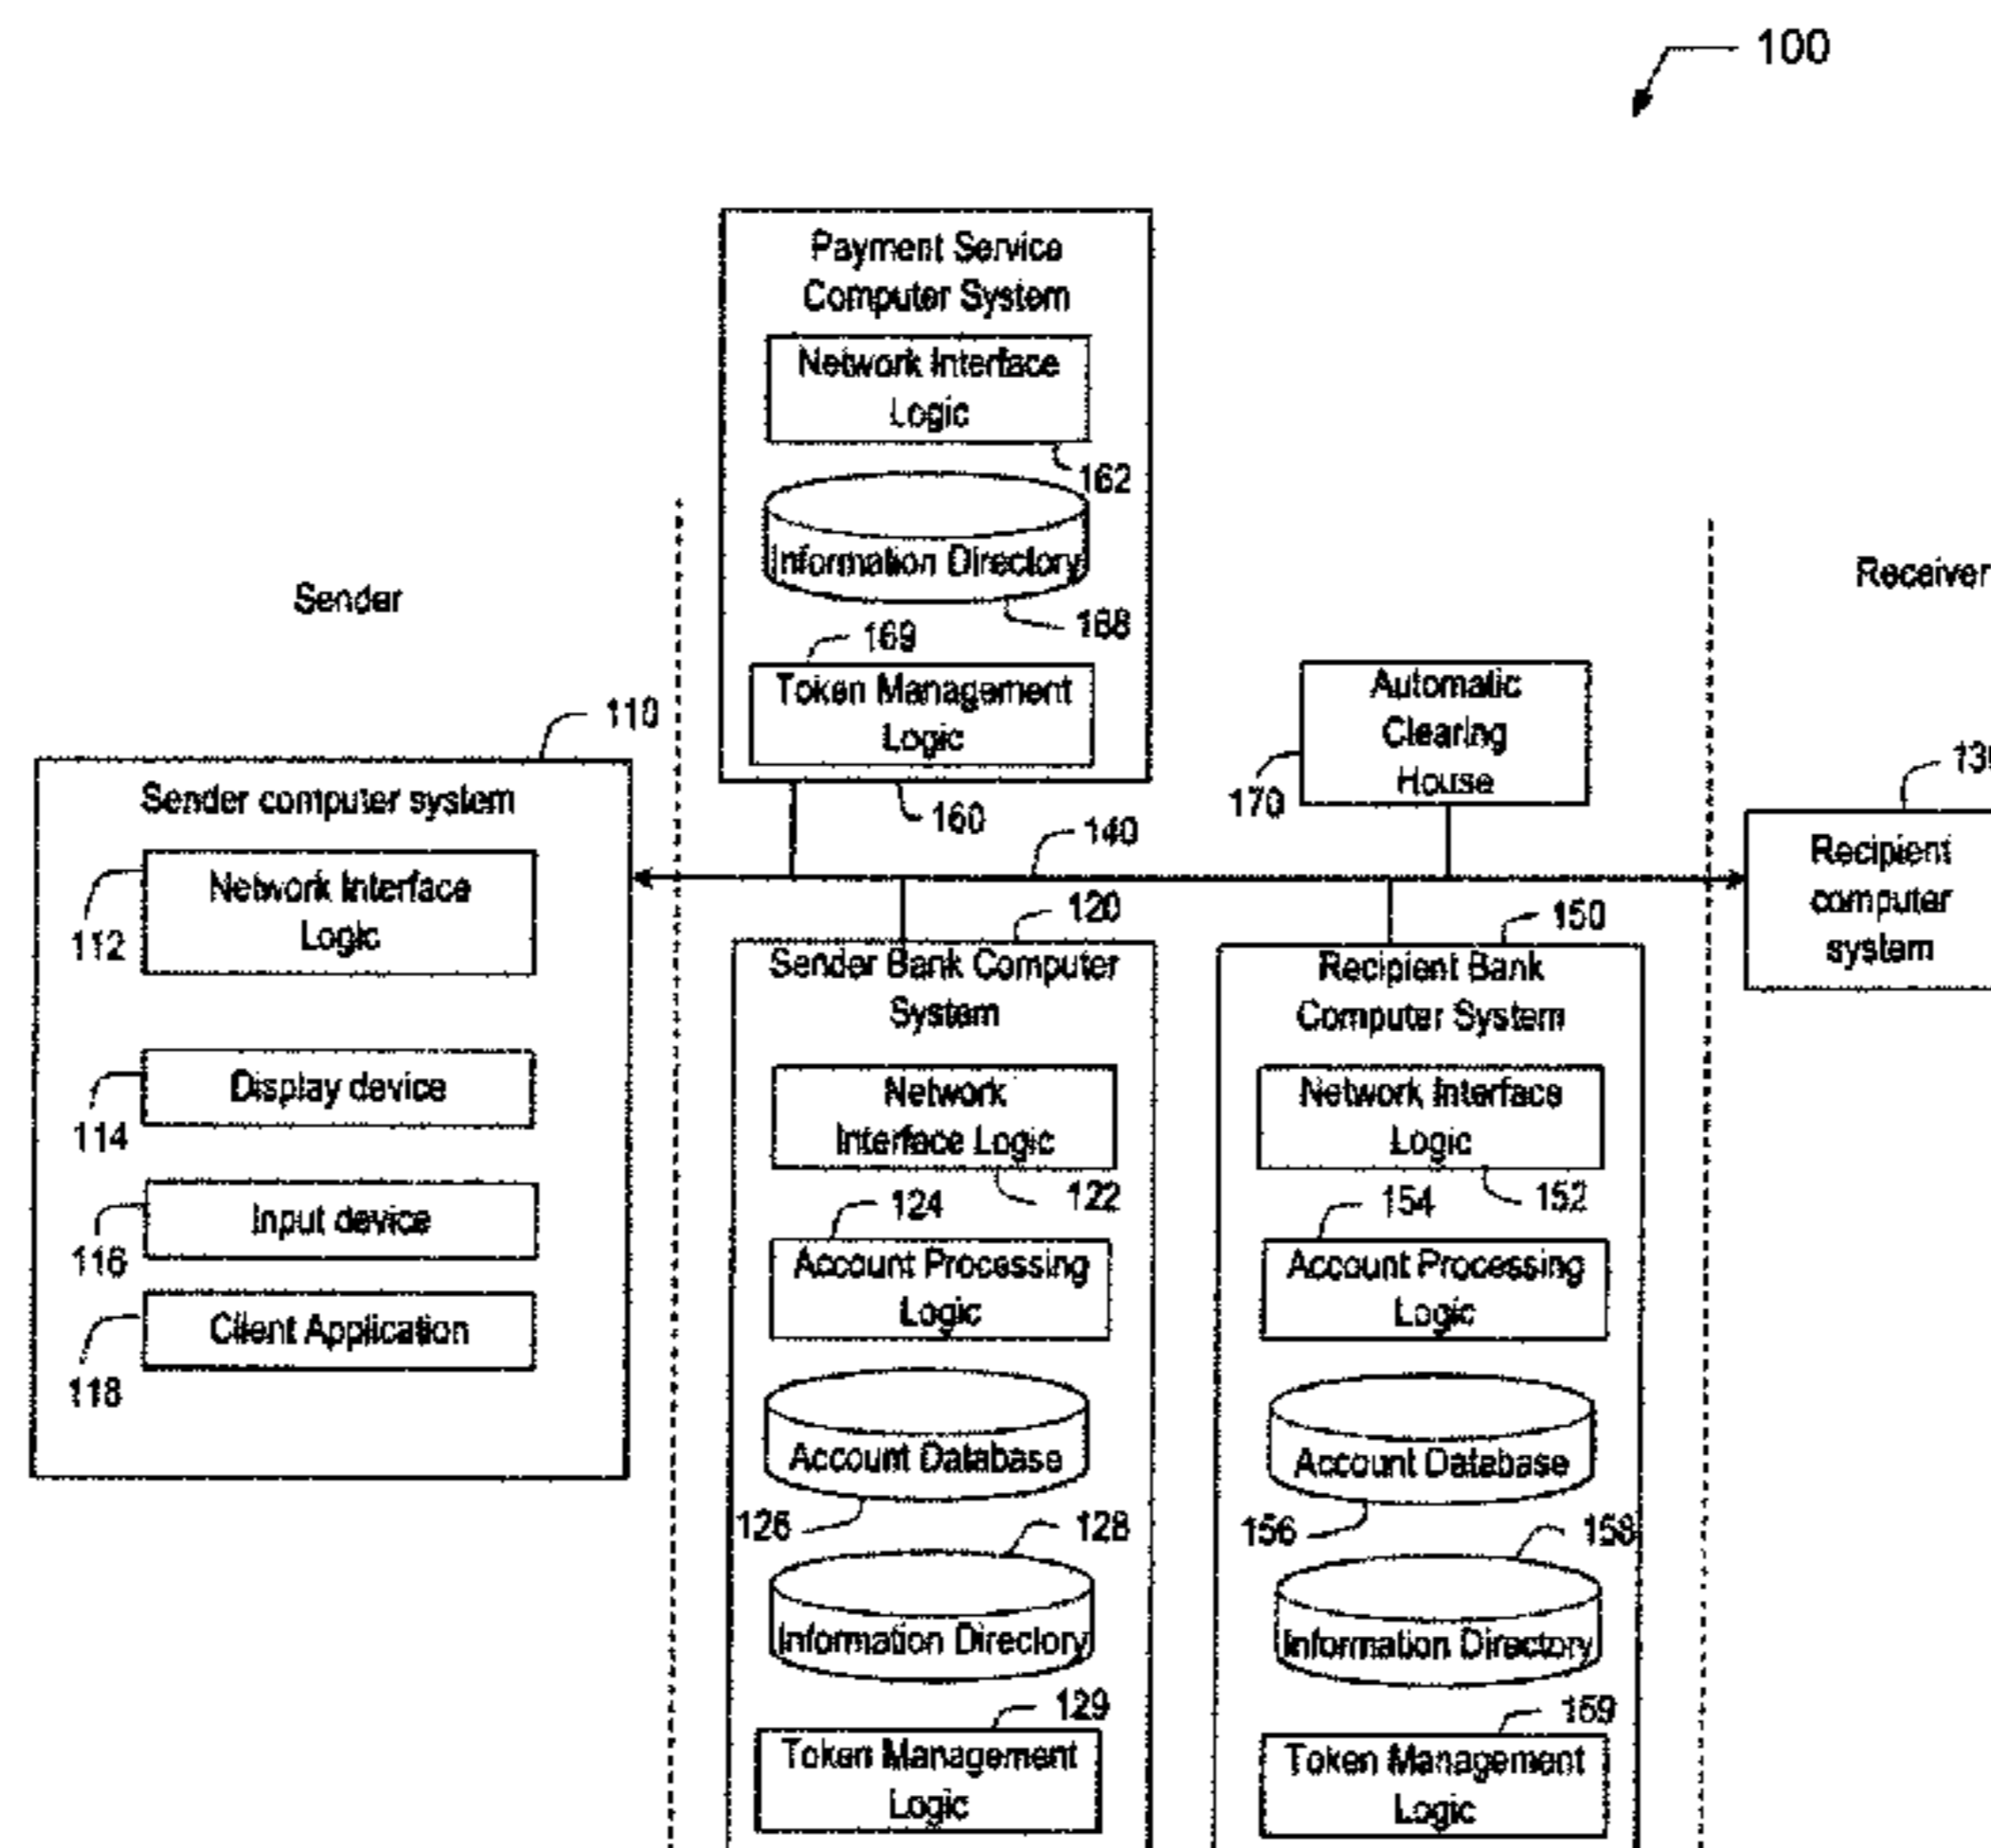 100
Payment Service
Computer System
Network Interface
Logic
162
Information Directory
168
169
Token Management
Logic
160
Sender
Receiver
110
Sender computer system
Network Interface
Logic
112
Display device
114
Input device
116
Client Application
118
Automatic
Clearing
House
170
140
Recipient
computer
system
120
Sender Bank Computer
System
Network
Interface Logic
122
124
Account Processing
Logic
Account Database
126
128
Information Directory
129
Token Management
Logic
150
Recipient Bank
Computer System
Network Interface
Logic
152
154
Account Processing
Logic
Account Database
156
158
Information Directory
159
Token Management
Logic